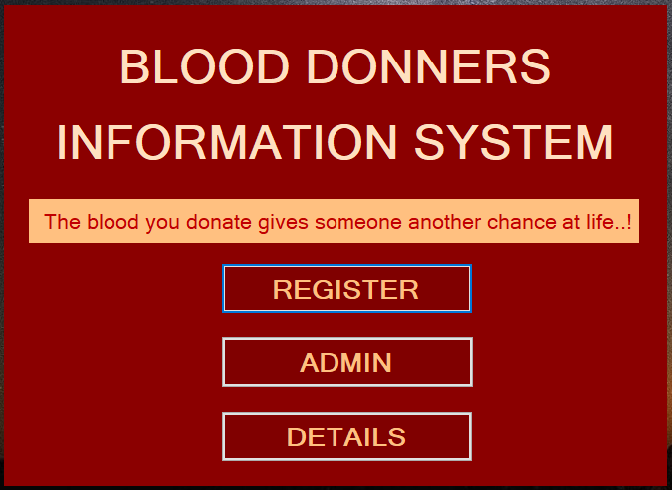 BLOOD DONNERS
INFORMATION SYSTEM
The blood you donate gives someone another chance at life..!
REGISTER
ADMIN
DETAILS